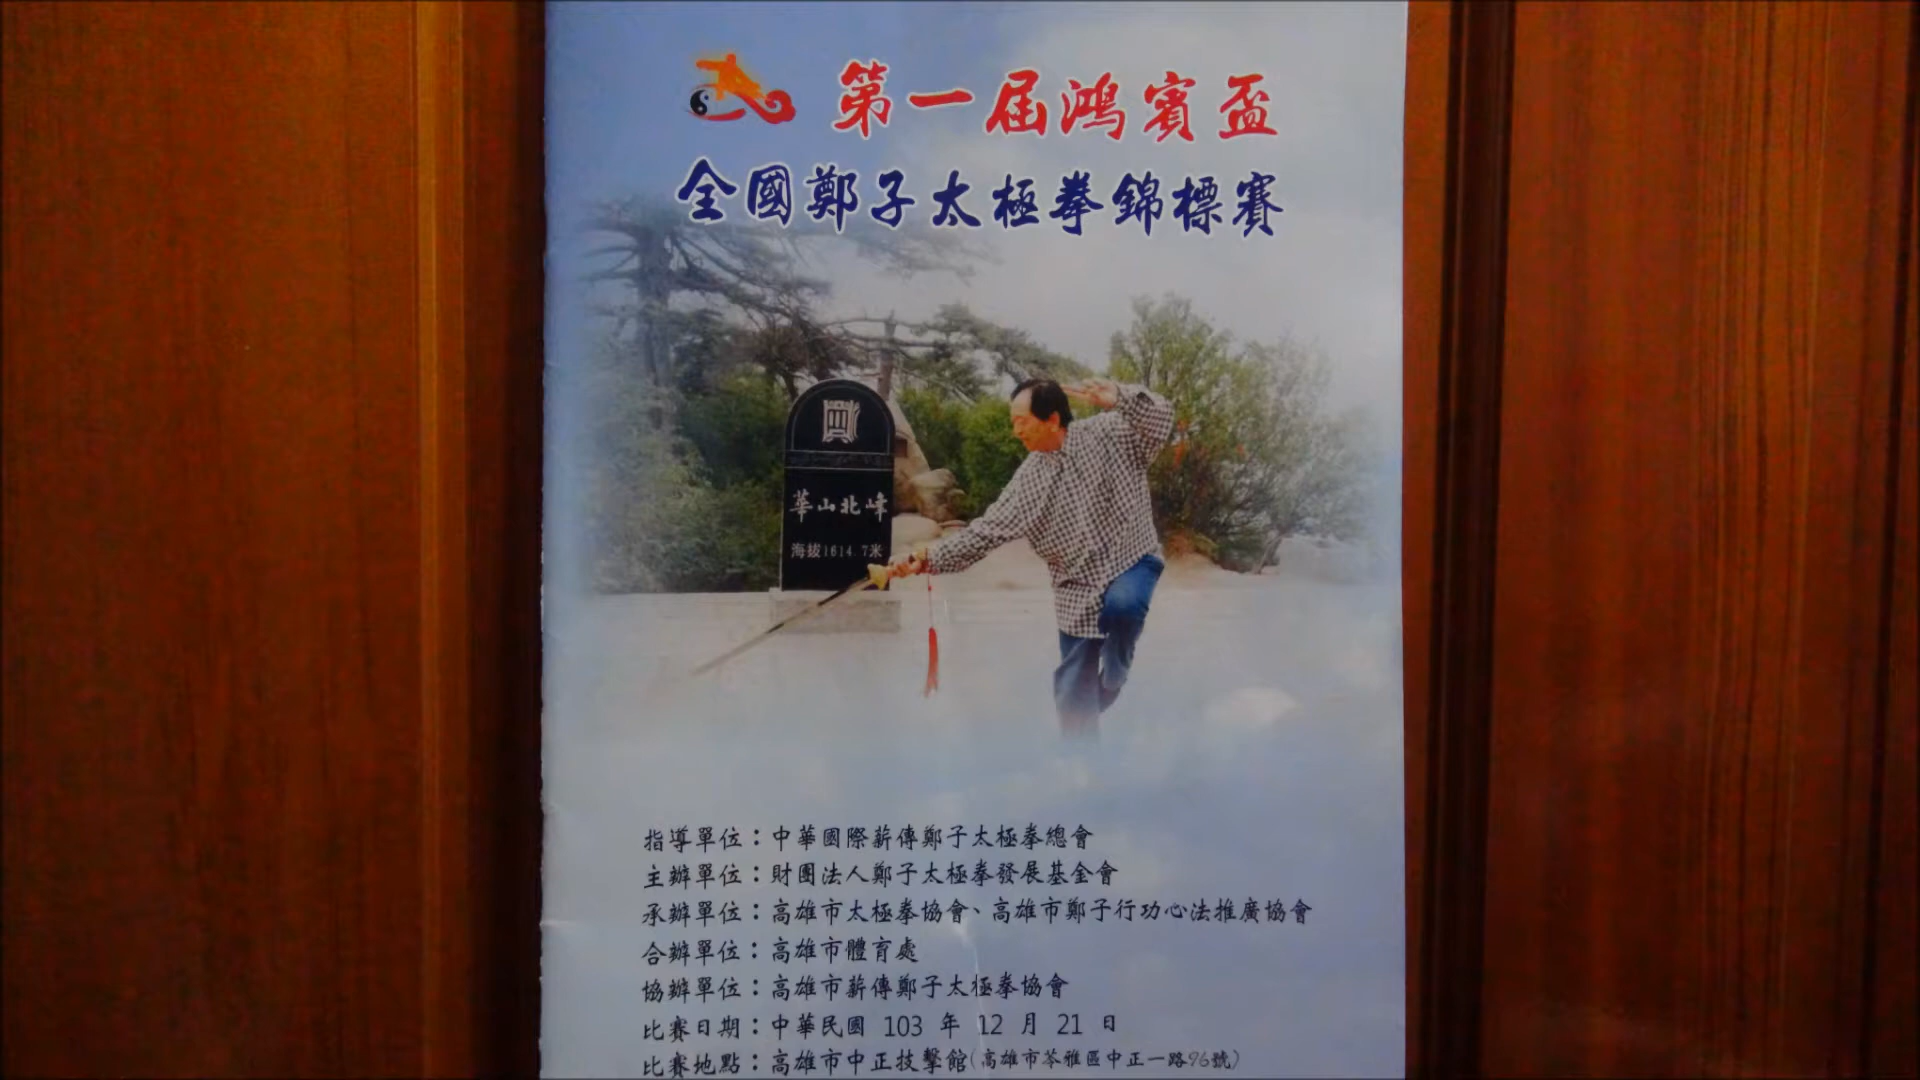 第一届鴻賓盃
全國鄭子太極拳錦標賽
華山北峰
海拔1614.7米
指導單位：中華國際薪傳鄭子太極拳總會
主辦單位：財團法人鄭子太極拳發展基金會
承辦單位：高雄市太極拳協會、高雄市鄭子行功心法推廣協會
合辦單位：高雄市體育處
協辦單位：高雄市薪傳鄭子太極拳協會
比賽日期：中華民國 103 年 12 月 21 日
比賽地點：高雄市中正技擊館(高雄市苓雅區中正一路96號)